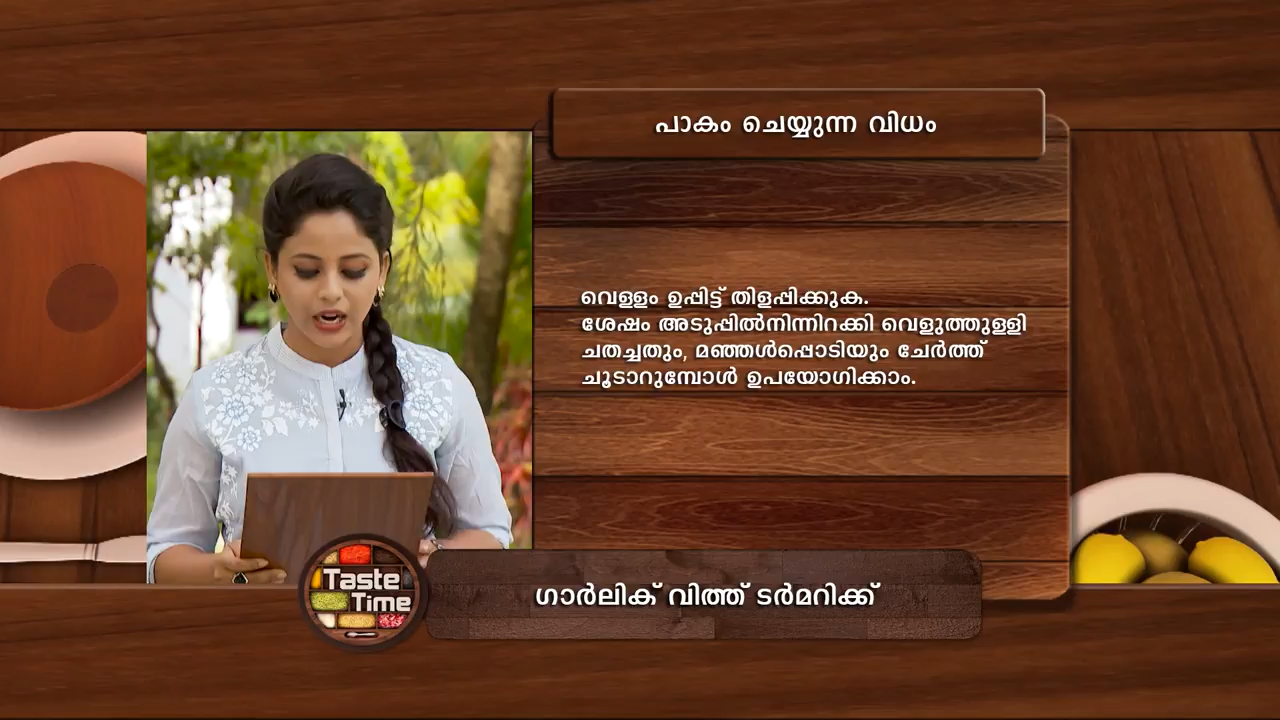 പാകം ചെയ്യുന്ന വിധം
വെള്ളം ഉപ്പിട്ട് തിളപ്പിക്കുക.
ശേഷം അടുപ്പിൽനിന്നിറക്കി വെളുത്തുള്ളി
ചതച്ചതും, മഞ്ഞൾപ്പൊടിയും ചേർത്ത്
ചൂടാറുമ്പോൾ ഉപയോഗിക്കാം.
Taste
Time
ഗാർലിക് വിത്ത് ടർമറിക്ക്